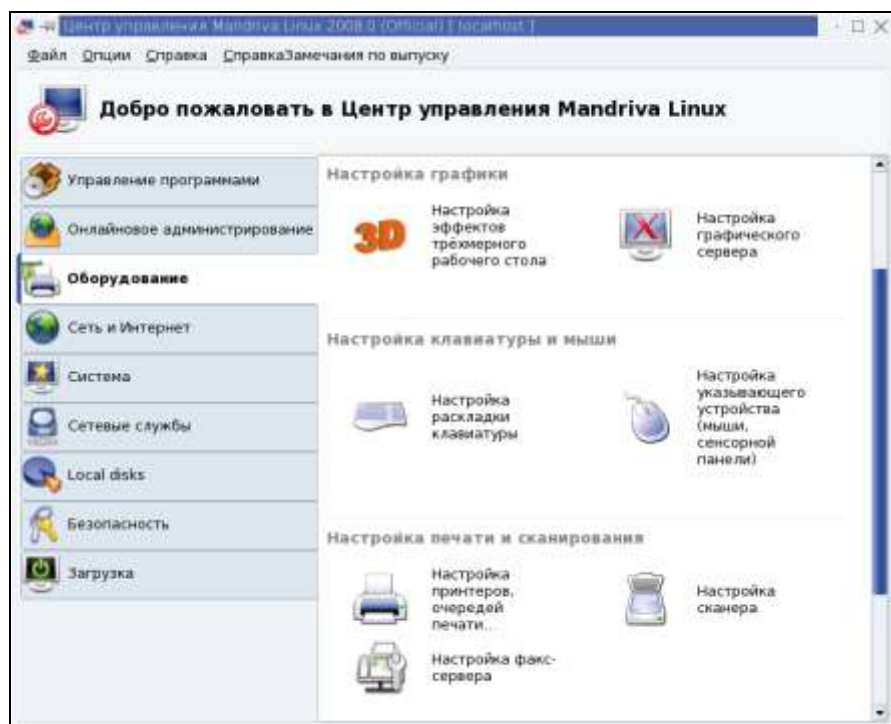 Центр управления Mandriva Linux 2008.0 (Official) [ localhost ]
Файл Опции Справка СправкаЗамечания по выпуску
Добро пожаловать в Центр управления Mandriva Linux
Управление программами
Онлайновое администрирование
Оборудование
Сеть и Интернет
Система
Сетевые службы
Local disks
Безопасность
Загрузка
Настройка графики
3D
Настройка
эффектов
трёхмерного
рабочего стола
Настройка
графического
сервера
Настройка клавиатуры и мыши
Настройка
раскладки
клавиатуры
Настройка
указывающего
устройства
(мыши,
сенсорной
панели)
Настройка печати и сканирования
Настройка
принтеров,
очередей
печати...
Настройка
сканера
Настройка факс-
сервера